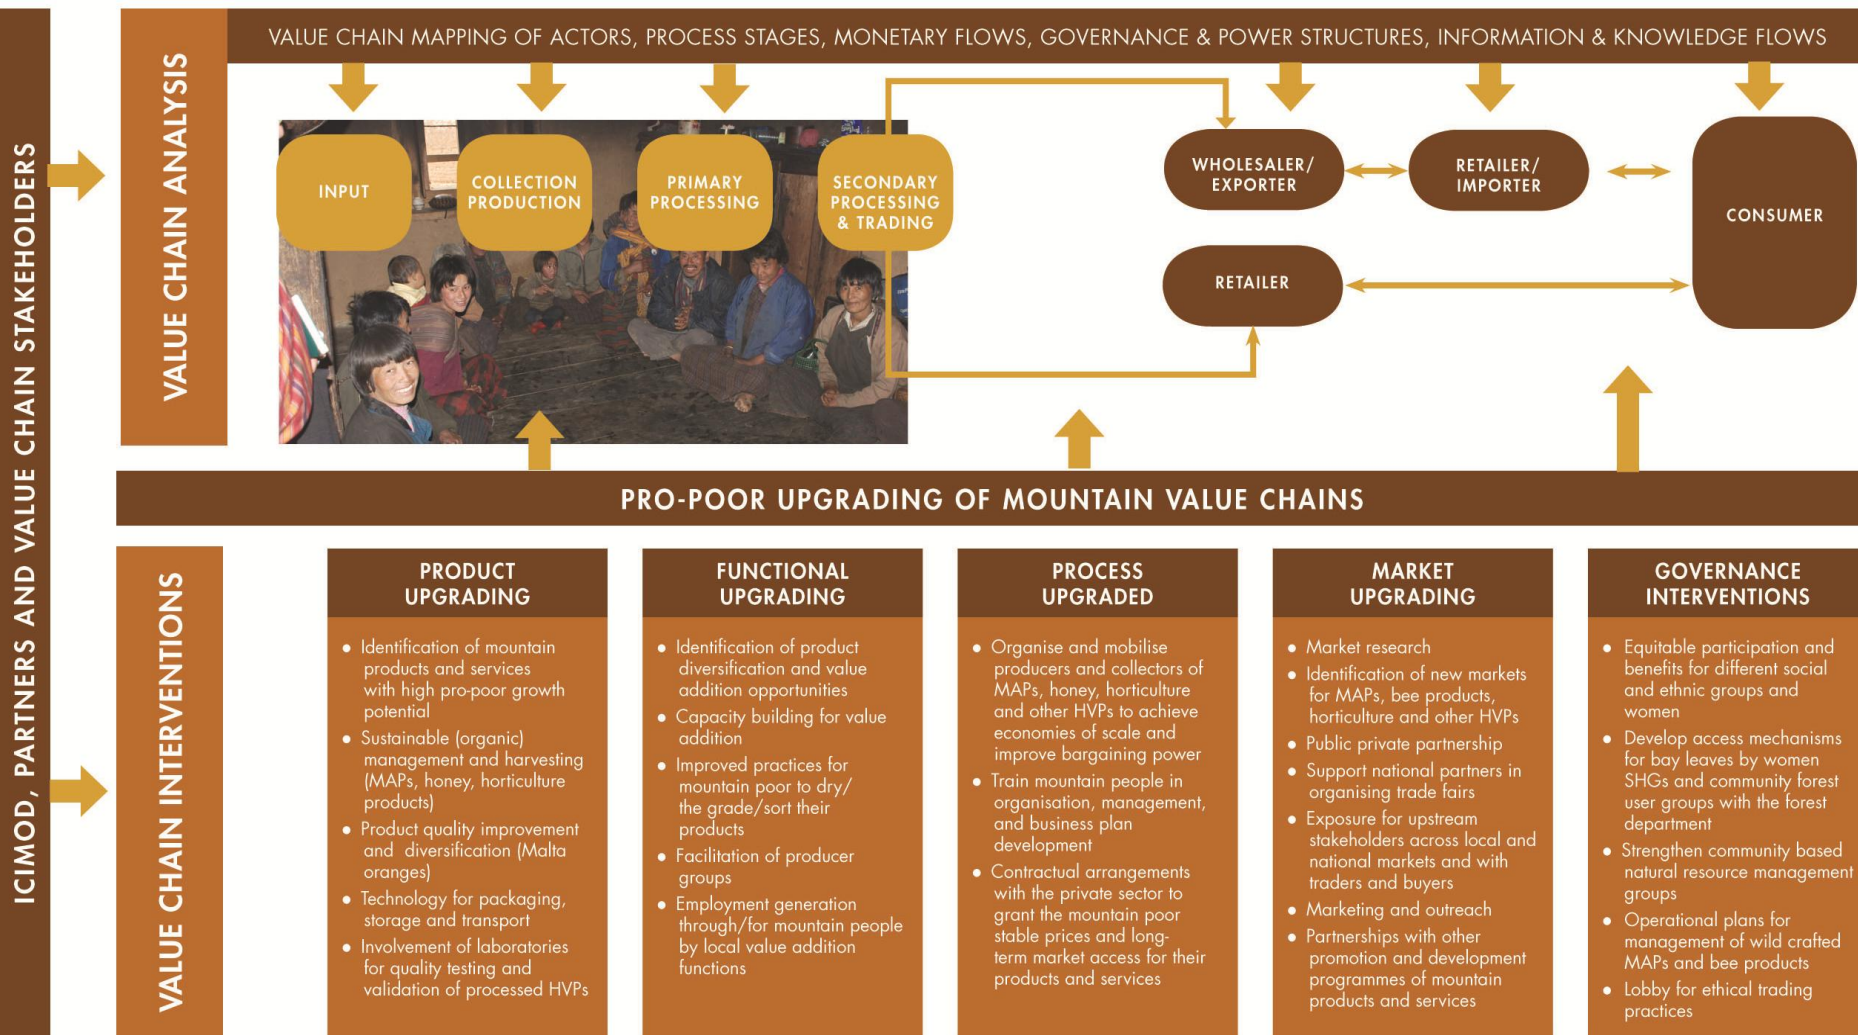 ICIMOD, PARTNERS AND VALUE CHAIN STAKEHOLDERS
VALUE CHAIN ANALYSIS
VALUE CHAIN MAPPING OF ACTORS, PROCESS STAGES, MONETARY FLOWS, GOVERNANCE & POWER STRUCTURES, INFORMATION & KNOWLEDGE FLOWS
INPUT
COLLECTION
PRODUCTION
PRIMARY
PROCESSING
SECONDARY
PROCESSING
& TRADING
WHOLESALER/
EXPORTER
RETAILER/
IMPORTER
RETAILER
CONSUMER
PRO-POOR UPGRADING OF MOUNTAIN VALUE CHAINS
VALUE CHAIN INTERVENTIONS
PRODUCT
UPGRADING
• Identification of mountain
products and services
with high pro-poor growth
potential
• Sustainable (organic)
management and harvesting
(MAPs, honey, horticulture
products)
• Product quality improvement
and diversification (Malta
oranges)
• Technology for packaging,
storage and transport
• Involvement of laboratories
for quality testing and
validation of processed HVPs
FUNCTIONAL
UPGRADING
• Identification of product
diversification and value
addition opportunities
• Capacity building for value
addition
• Improved practices for
mountain poor to dry/
the grade/sort their
products
• Facilitation of producer
groups
• Employment generation
through/for mountain people
by local value addition
functions
PROCESS
UPGRADED
• Organise and mobilise
producers and collectors of
MAPs, honey, horticulture
and other HVPs to achieve
economies of scale and
improve bargaining power
• Train mountain people in
organisation, management,
and business plan
development
• Contractual arrangements
with the private sector to
grant the mountain poor
stable prices and long-
term market access for their
products and services
MARKET
UPGRADING
• Market research
• Identification of new markets
for MAPs, bee products,
horticulture and other HVPs
• Public private partnership
• Support national partners in
organising trade fairs
• Exposure for upstream
stakeholders across local and
national markets and with
traders and buyers
• Marketing and outreach
• Partnerships with other
promotion and development
programmes of mountain
products and services
GOVERNANCE
INTERVENTIONS
• Equitable participation and
benefits for different social
and ethnic groups and
women
• Develop access mechanisms
for bay leaves by women
SHGs and community forest
user groups with the forest
department
• Strengthen community based
natural resource management
groups
• Operational plans for
management of wild crafted
MAPs and bee products
• Lobby for ethical trading
practices